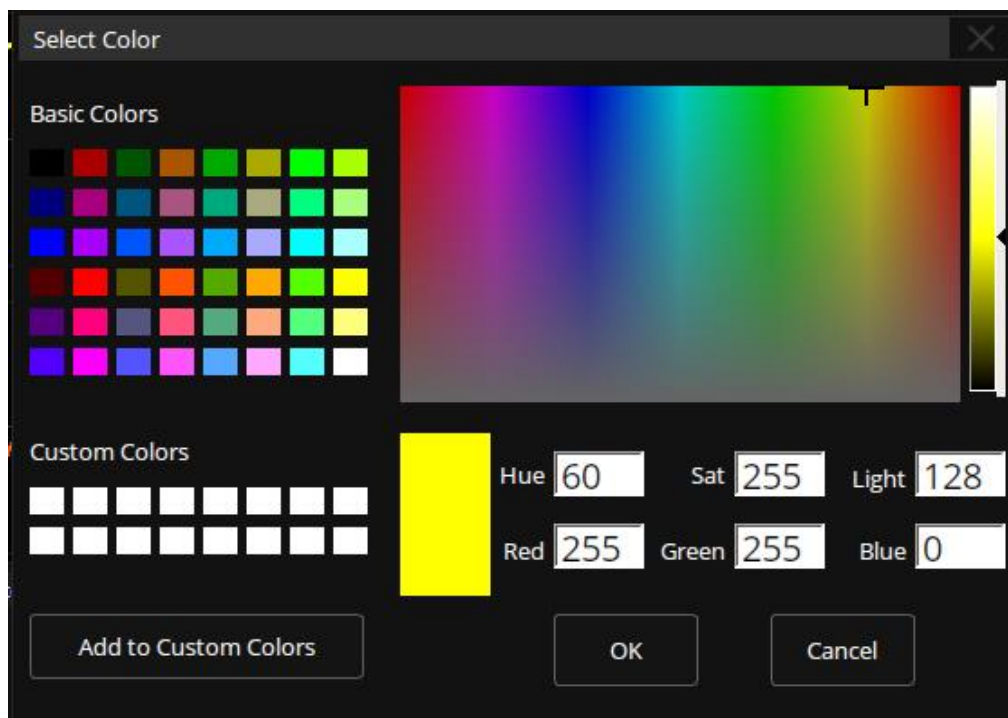 Select Color
Basic Colors
Custom Colors
Hue 60 Sat 255 Light 128
Red 255 Green 255 Blue 0
Add to Custom Colors OK Cancel